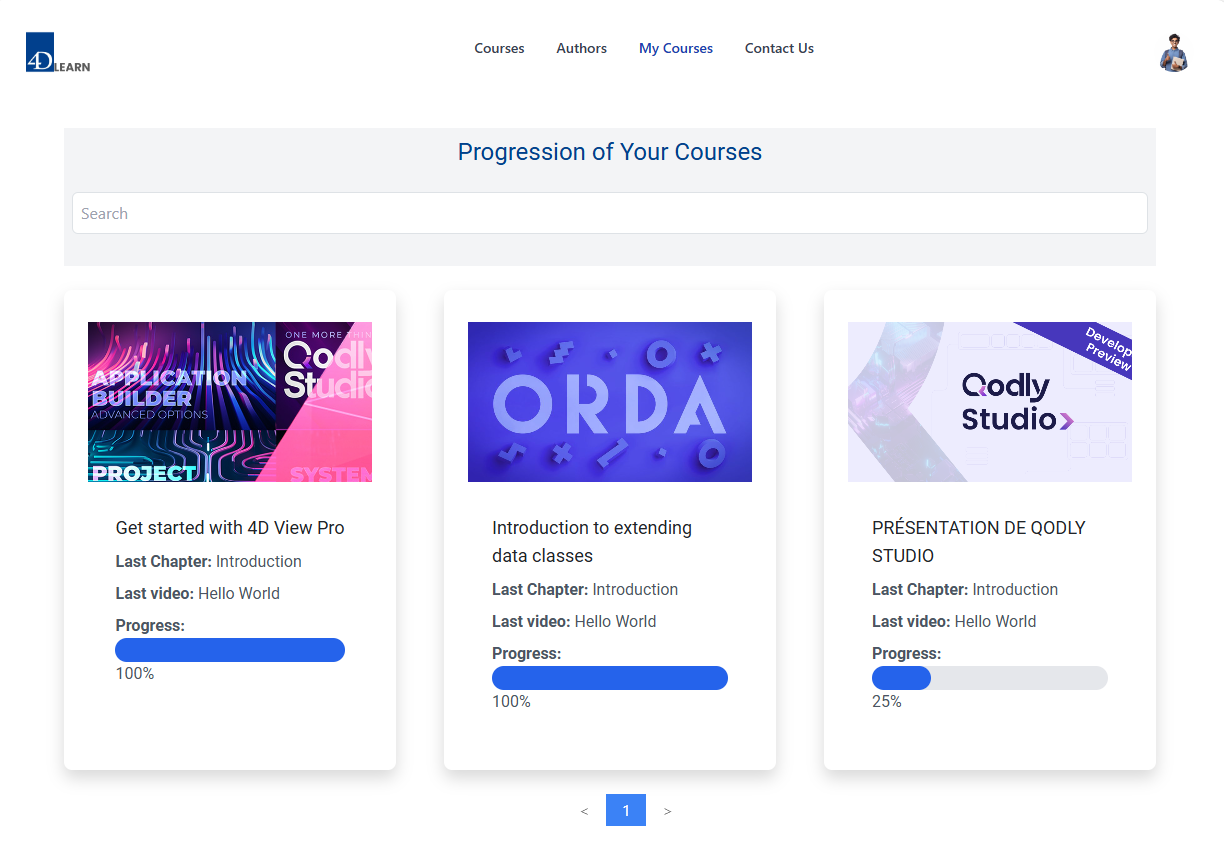 4D LEARN
Courses
Authors
My Courses
Contact Us
Progression of Your Courses
Search
ONE MORE THIN
Qodly
Studio
APPLICATION
BUILDER
ADVANCED OPTIONS
PROJECT
SYSTEM
Get started with 4D View Pro
Last Chapter: Introduction
Last video: Hello World
Progress:
100%
ORDA
Introduction to extending
data classes
Last Chapter: Introduction
Last video: Hello World
Progress:
100%
Develop
Preview
Qodly
Studio
PRÉSENTATION DE QODLY
STUDIO
Last Chapter: Introduction
Last video: Hello World
Progress:
25%
< 1 >